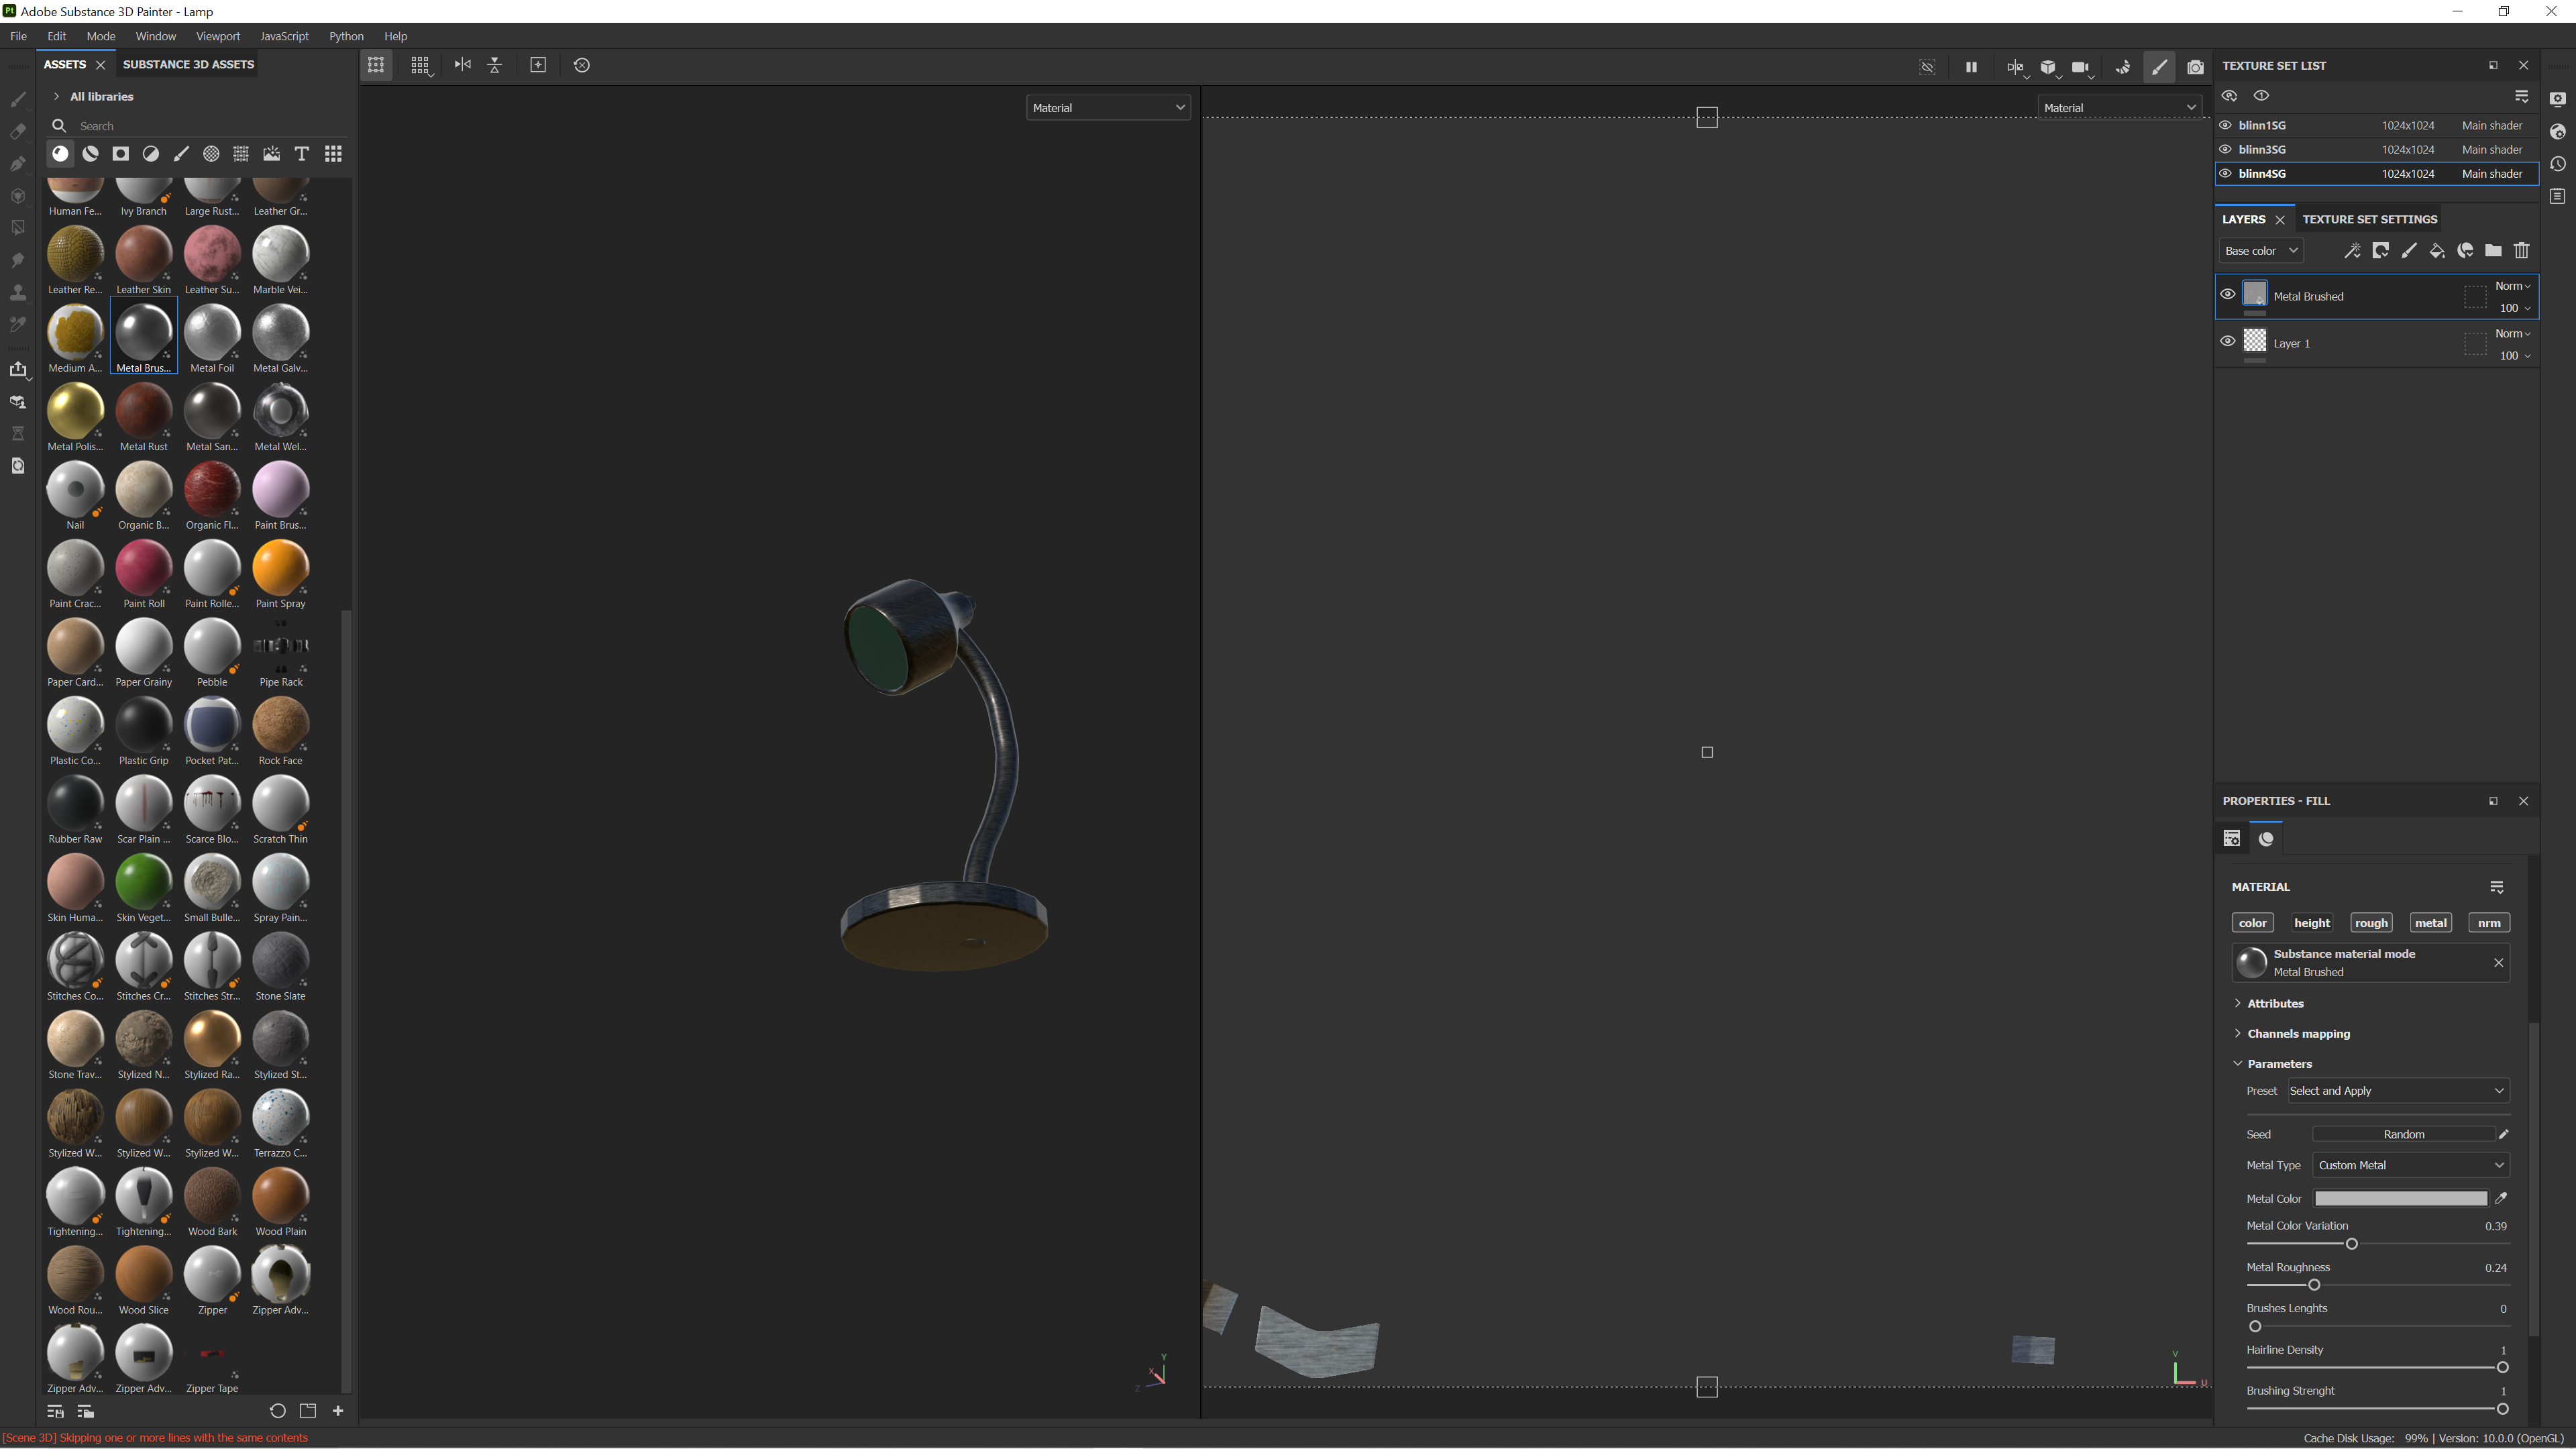 Pt Adobe Substance 3D Painter - Lamp
File Edit Mode Window Viewport JavaScript Python Help
ASSETS SUBSTANCE 3D ASSETS
All libraries
Search
Human Fe... Ivy Branch Large Rust... Leather Gr...
Leather Re... Leather Skin Leather Su... Marble Vei...
Medium A... Metal Brus... Metal Foil Metal Galv...
Metal Polis... Metal Rust Metal San... Metal Wel...
Nail Organic B... Organic Fl... Paint Brus...
Paint Crac... Paint Roll Paint Rolle... Paint Spray
Paper Card... Paper Grainy Pebble Pipe Rack
Plastic Co... Plastic Grip Pocket Pat... Rock Face
Rubber Raw Scar Plain ... Scarce Blo... Scratch Thin
Skin Huma... Skin Veget... Small Bulle... Spray Pain...
Stitches Co... Stitches Cr... Stitches Str... Stone Slate
Stone Trav... Stylized N... Stylized Ra... Stylized St...
Stylized W... Stylized W... Stylized W... Terrazzo C...
Tightening... Tightening... Wood Bark Wood Plain
Wood Rou... Wood Slice Zipper Zipper Adv...
Zipper Adv... Zipper Adv... Zipper Tape
Material
Y
X
Z
Material
V
U
TEXTURE SET LIST
blinn1SG 1024x1024 Main shader
blinn3SG 1024x1024 Main shader
blinn4SG 1024x1024 Main shader
LAYERS TEXTURE SET SETTINGS
Base color
Metal Brushed Norm
100
Layer 1 Norm
100
PROPERTIES - FILL
MATERIAL
color height rough metal nrm
Substance material mode
Metal Brushed
Attributes
Channels mapping
Parameters
Preset Select and Apply
Seed Random
Metal Type Custom Metal
Metal Color
Metal Color Variation 0.39
Metal Roughness 0.24
Brushes Lenghts 0
Hairline Density 1
Brushing Strenght 1
[Scene 3D] Skipping one or more lines with the same contents
Cache Disk Usage: 99% | Version: 10.0.0 (OpenGL)